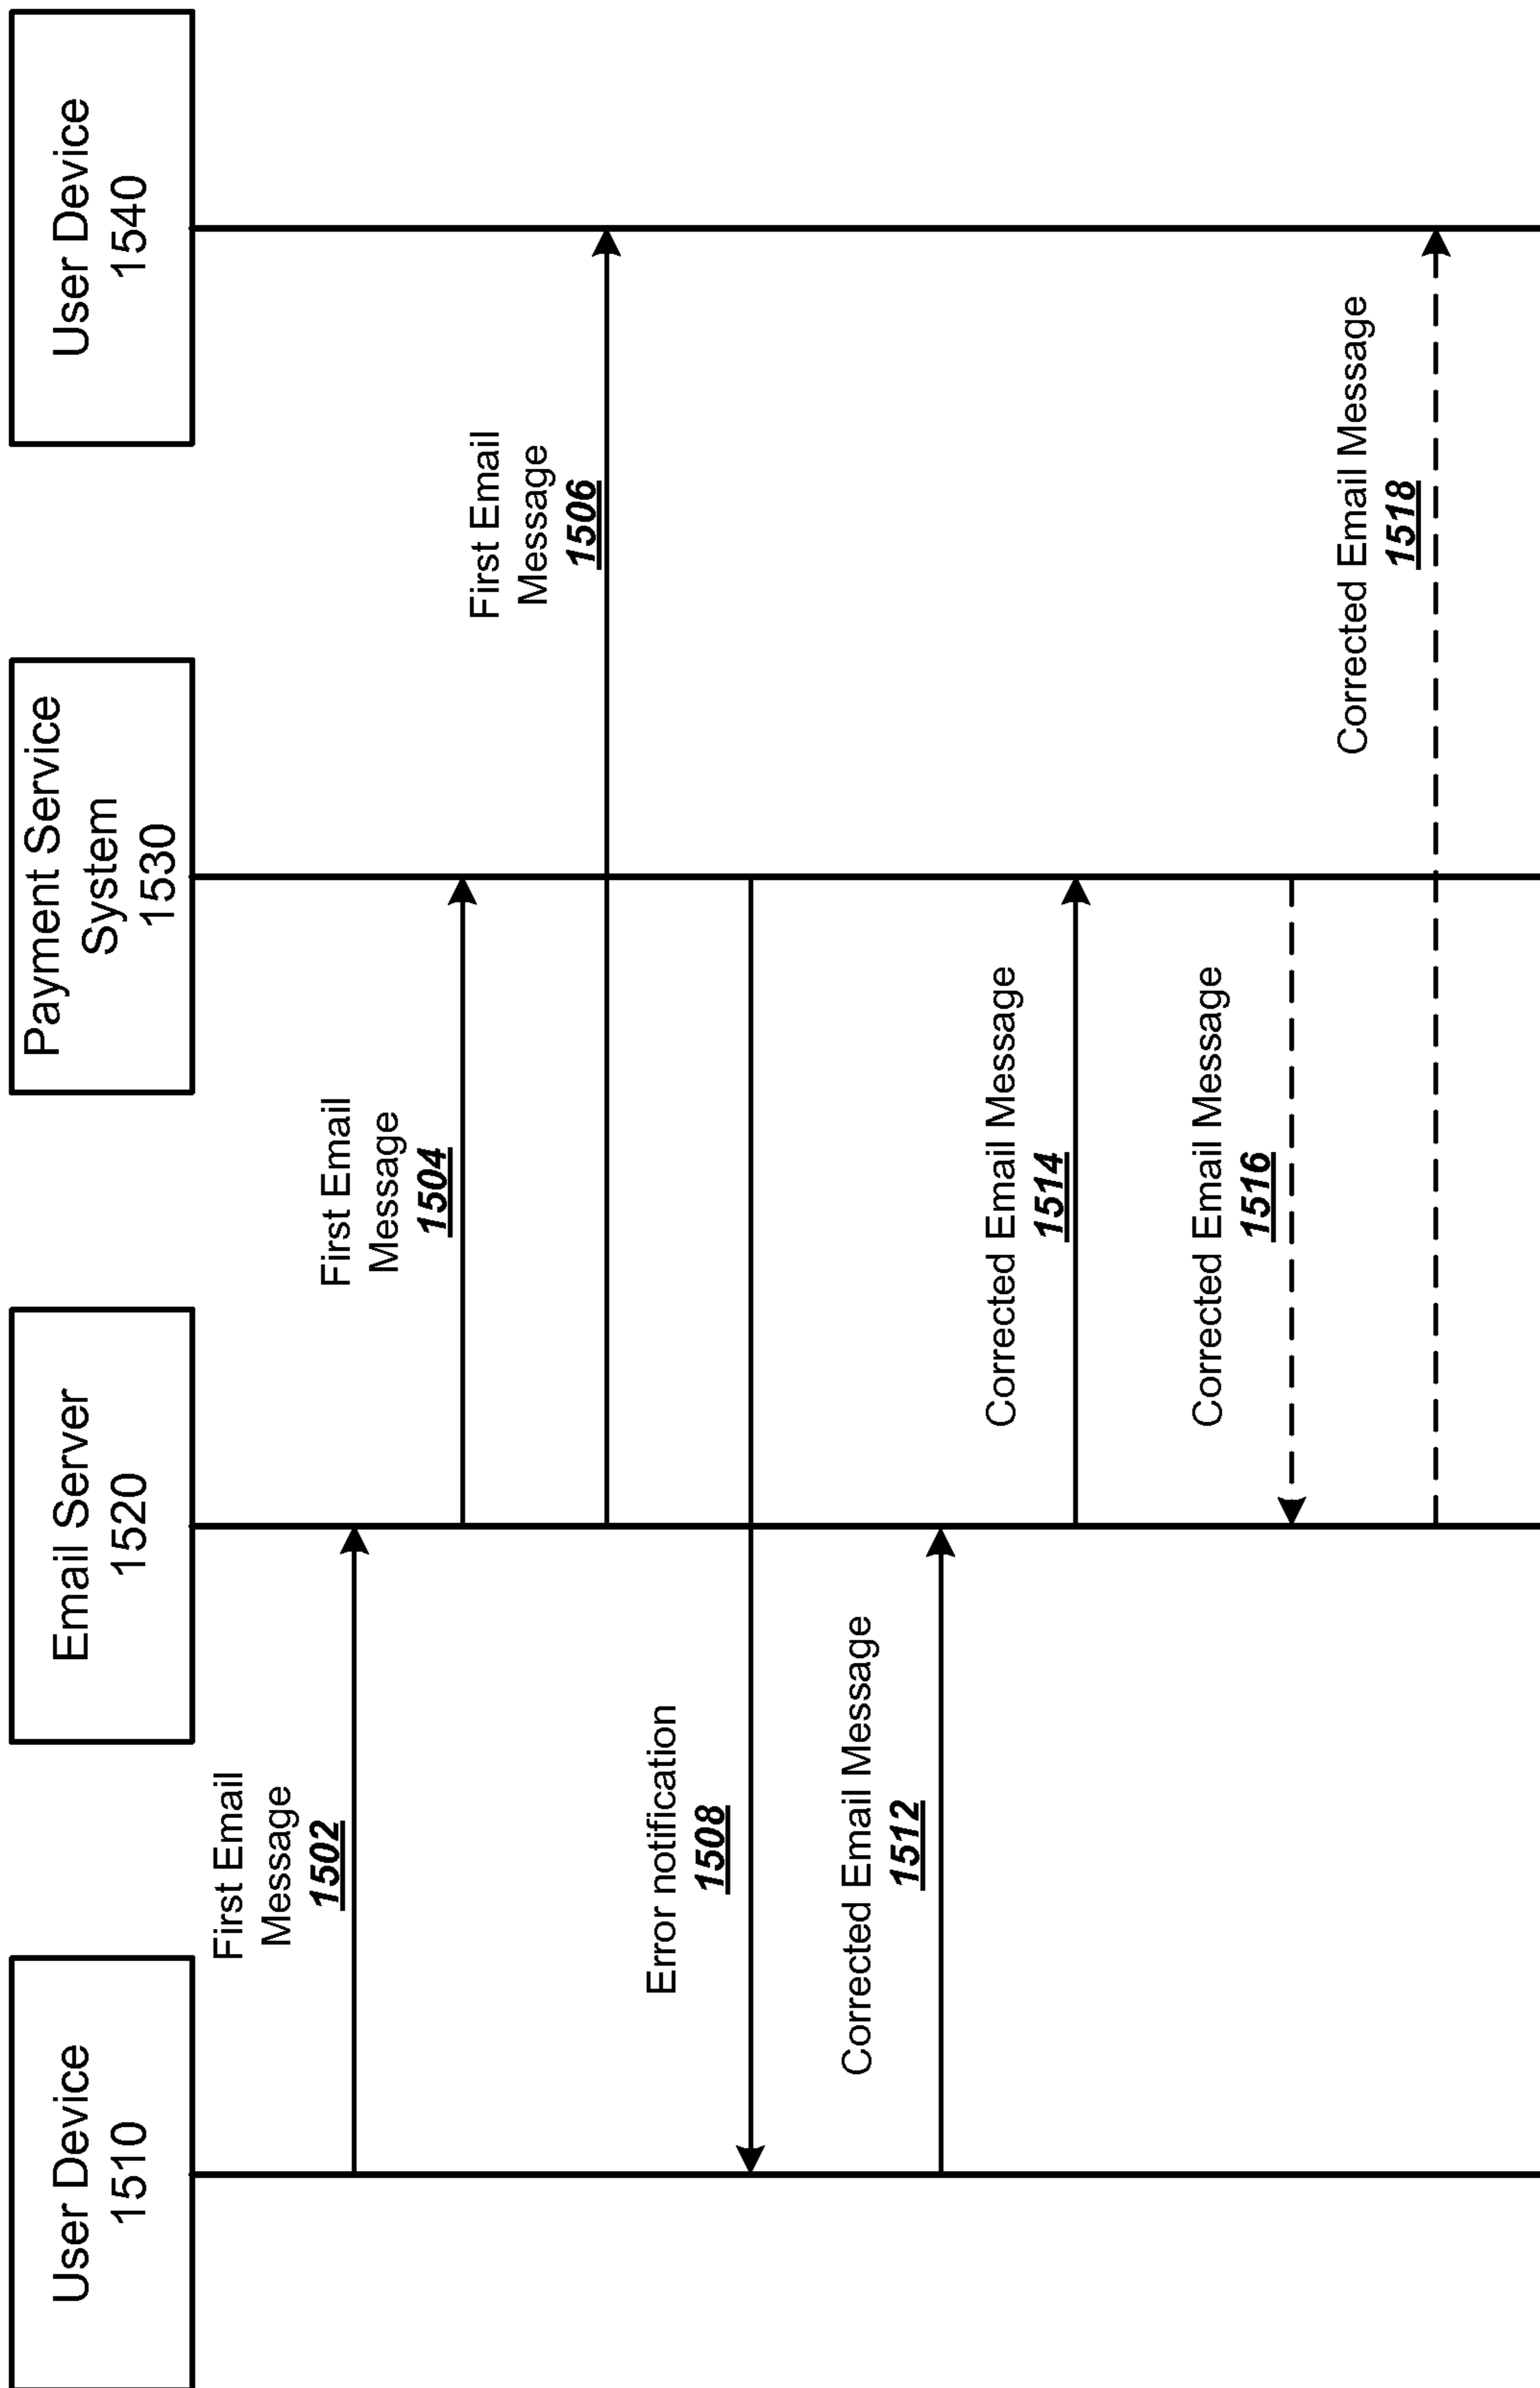 User Device
1510
Email Server
1520
Payment Service
System
1530
User Device
1540
First Email
Message
1502
First Email
Message
1504
First Email
Message
1506
Error notification
1508
Corrected Email Message
1512
Corrected Email Message
1514
Corrected Email Message
1516
Corrected Email Message
1518